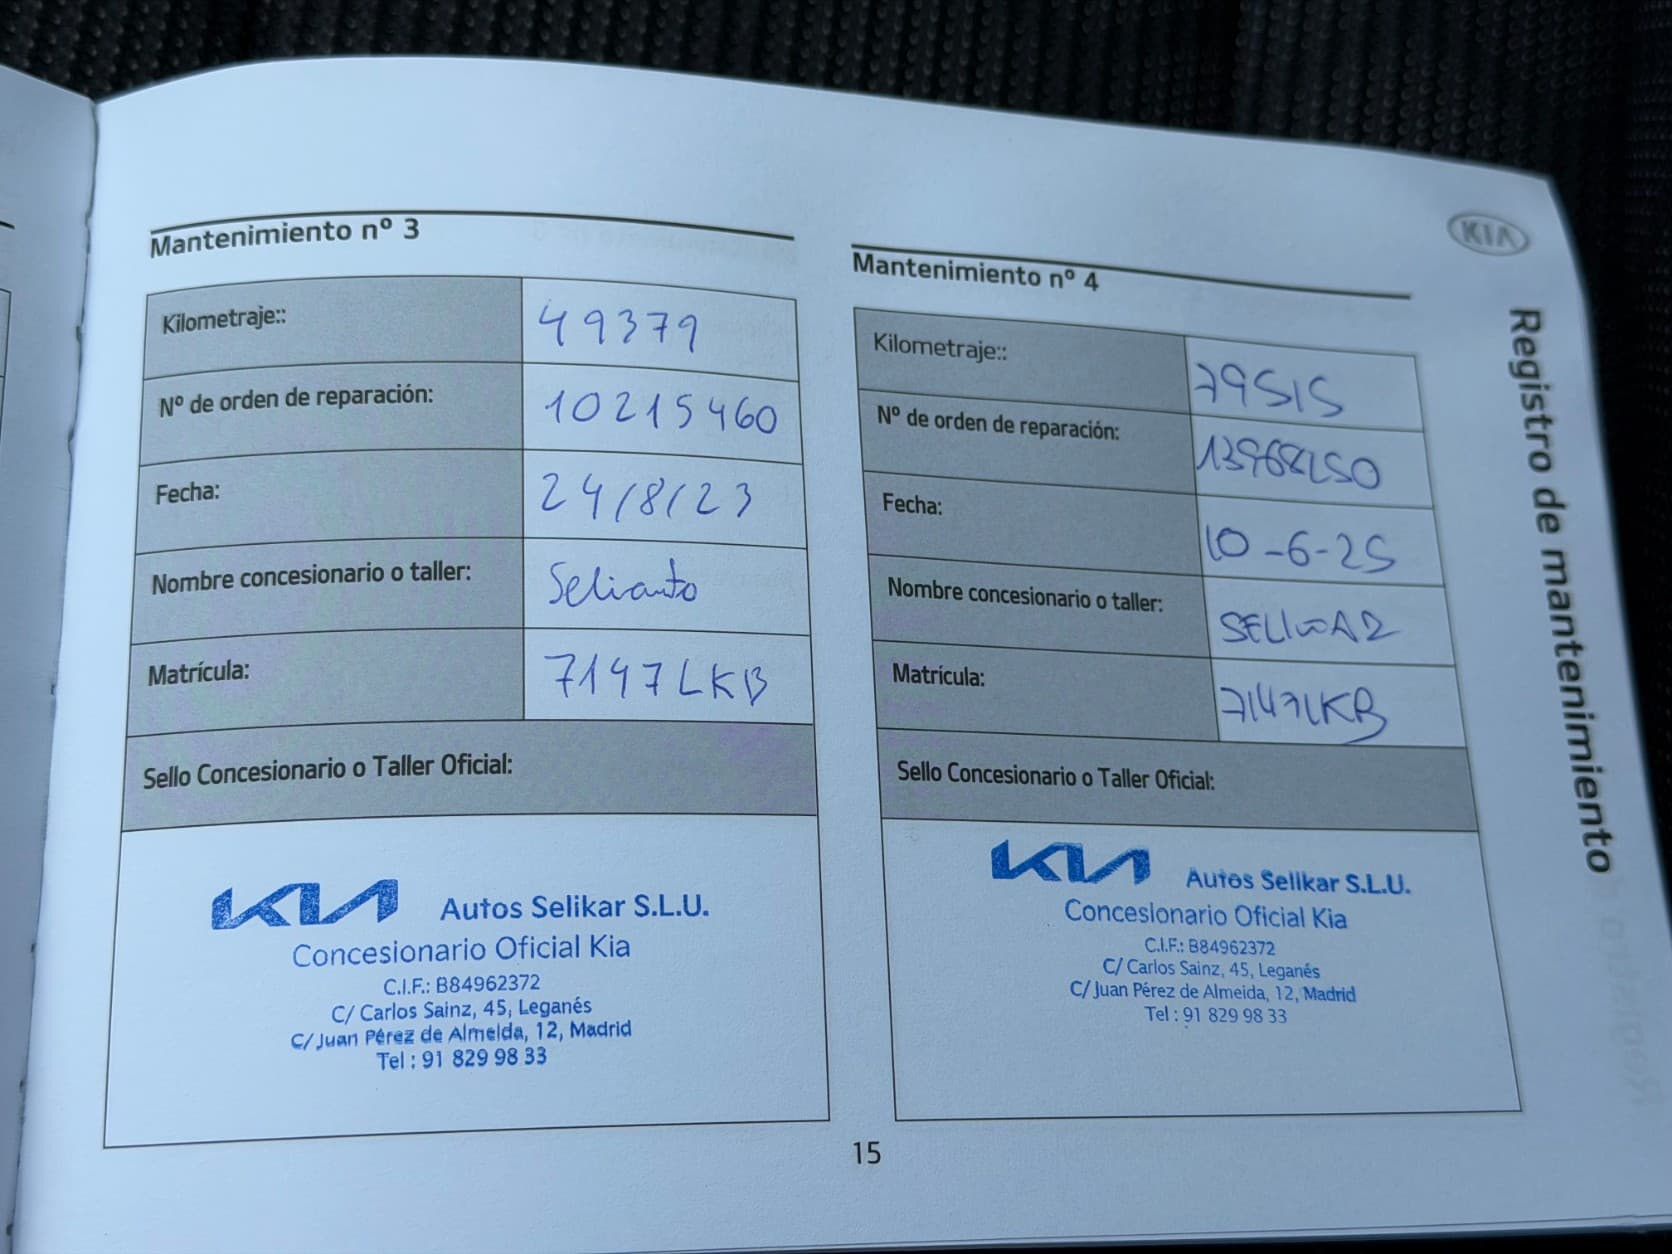 Mantenimiento nº 3
Kilometraje::
49379
Nº de orden de reparación:
10215460
Fecha:
24/8/23
Nombre concesionario o taller:
Matrícula:
7147LKB
Sello Concesionario o Taller Oficial:
KIA Autos Selikar S.L.U.
Concesionario Oficial Kia
C.I.F.: B84962372
C/ Carlos Sainz, 45, Leganés
C/ Juan Pérez de Almeida, 12, Madrid
Tel : 91 829 98 33
Mantenimiento nº 4
Kilometraje::
79515
Nº de orden de reparación:
Fecha:
10-6-25
Nombre concesionario o taller:
Matrícula:
7147LKB
Sello Concesionario o Taller Oficial:
KIA Autos Selikar S.L.U.
Concesionario Oficial Kia
C.I.F.: B84962372
C/ Carlos Sainz, 45, Leganés
C/ Juan Pérez de Almeida, 12, Madrid
Tel : 91 829 98 33
KIA
Registro de mantenimiento
15